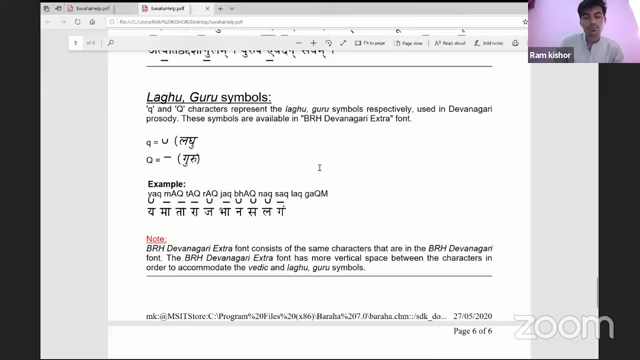 barahaHelp.pdf
barahaHelp.pdf
file:///C:/Users/RAM%20KISHOR/Desktop/barahaHelp.pdf
5 of 6
Fit to page
Page view
Read aloud
Add notes
Ram kishor
Laghu, Guru symbols:
'q' and 'Q' characters represent the laghu, guru symbols respectively, used in Devanagari
prosody. These symbols are available in "BRH Devanagari Extra" font.
q = ∪ (लघु
Q = − (गुरु)
Example
yaq mAQ tAQ rAQ jaq bhAQ naq saq laq gaQM
य मा ता रा ज भा न स ल गं
Note:
BRH Devanagari Extra font consists of the same characters that are in the BRH Devanagari
font. The BRH Devanagari Extra font has more vertical space between the characters in
order to accommodate the vedic and laghu, guru symbols.
mk:@MSITStore:C:\Program%20Files%20(x86)\Baraha%207.0\baraha.chm::/sdk_do... 27/05/2020
Page 6 of 6
zoom